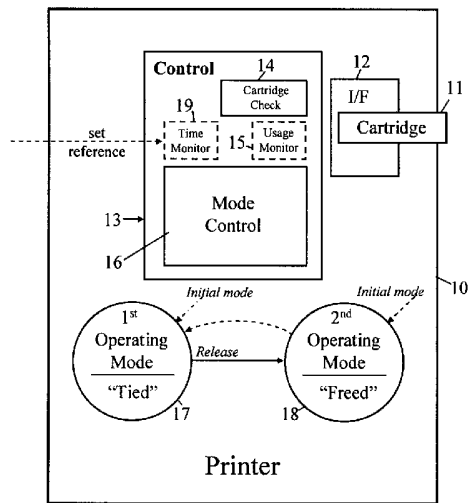 14
12
11
Control
Cartridge
Check
I/F
Cartridge
19
set
reference
Time
Monitor
15
Usage
Monitor
13
Mode
Control
16
10
Initial mode
Initial mode
1st
Operating
Mode
"Tied"
Release
2nd
Operating
Mode
"Freed"
17
18
Printer